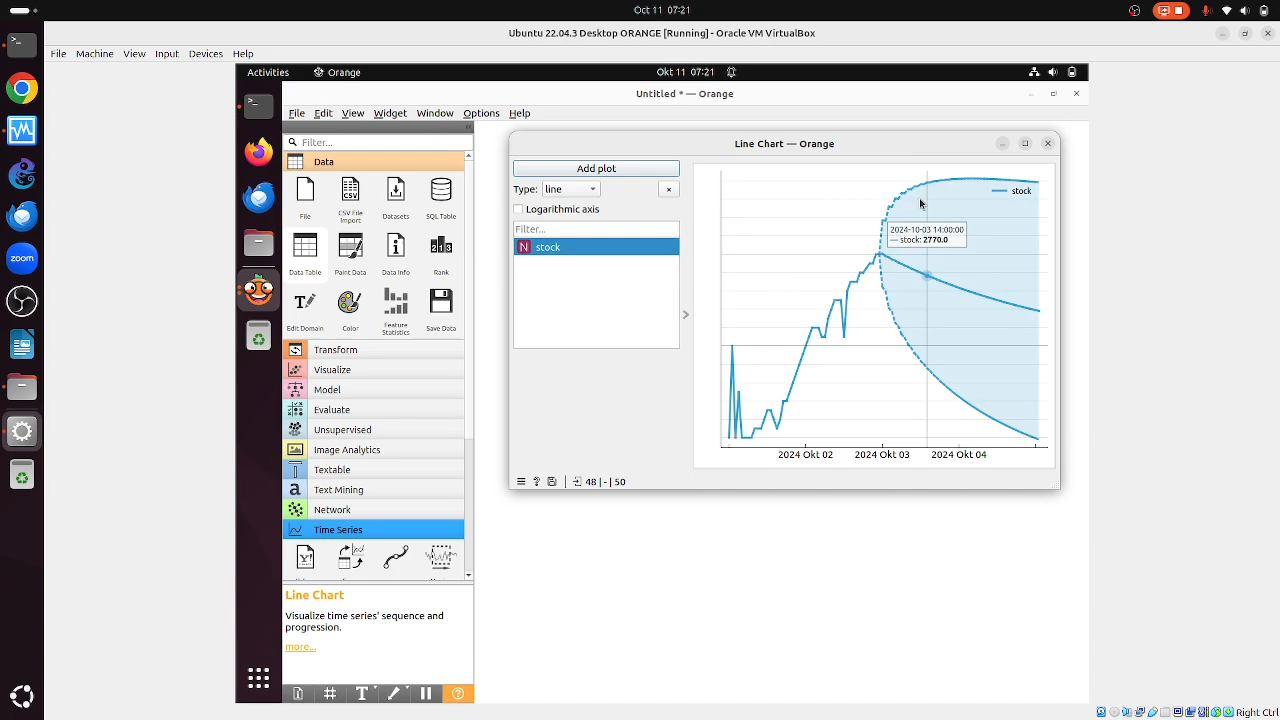 Oct 11 07:21
Ubuntu 22.04.3 Desktop ORANGE [Running] - Oracle VM VirtualBox
File Machine View Input Devices Help
Activities Orange Okt 11 07:21
Untitled * — Orange
File Edit View Widget Window Options Help
Filter...
Data
File CSV File Import Datasets SQL Table
Data Table Paint Data Data Info Rank
Edit Domain Color Feature Statistics Save Data
Transform
Visualize
Model
Evaluate
Unsupervised
Image Analytics
Textable
Text Mining
Network
Time Series
Line Chart
Visualize time series' sequence and
progression.
more...
Line Chart — Orange
Add plot
Type: line ×
Logarithmic axis
Filter...
N stock
stock
2024-10-03 14:00:00
— stock: 2770.0
2024 Okt 02 2024 Okt 03 2024 Okt 04
48 | - | 50
zoom
Right Ctrl